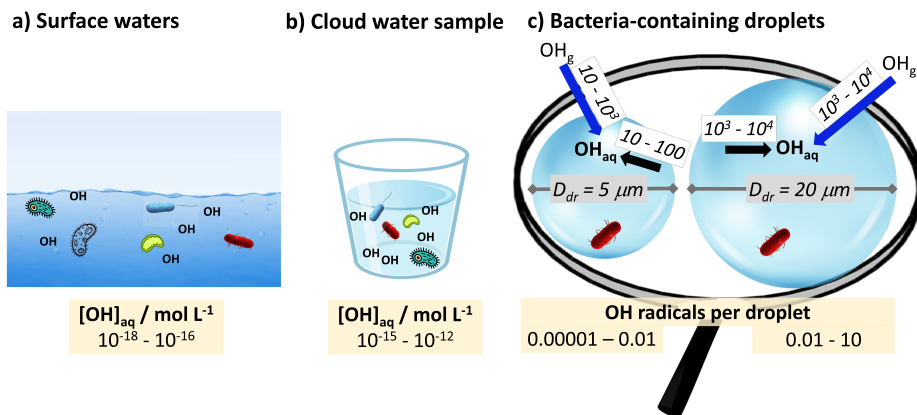 a) Surface waters
OH
OH
OH
OH
OH
[OH]aq / mol L-1
10-18 - 10-16
b) Cloud water sample
OH
OH
OH
OH OH
[OH]aq / mol L-1
10-15 - 10-12
c) Bacteria-containing droplets
OHg
10 - 103
OHaq
10 - 100
Ddr = 5 μm
OHg
103 - 104
103 - 104
OHaq
Ddr = 20 μm
OH radicals per droplet
0.00001 – 0.01
0.01 - 10